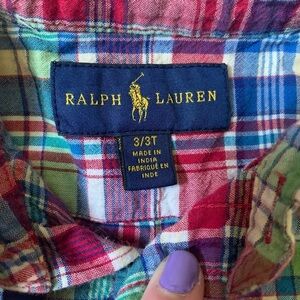 RALPH LAUREN
3/3T
MADE IN
INDIA
FABRIQUÉ EN
INDE